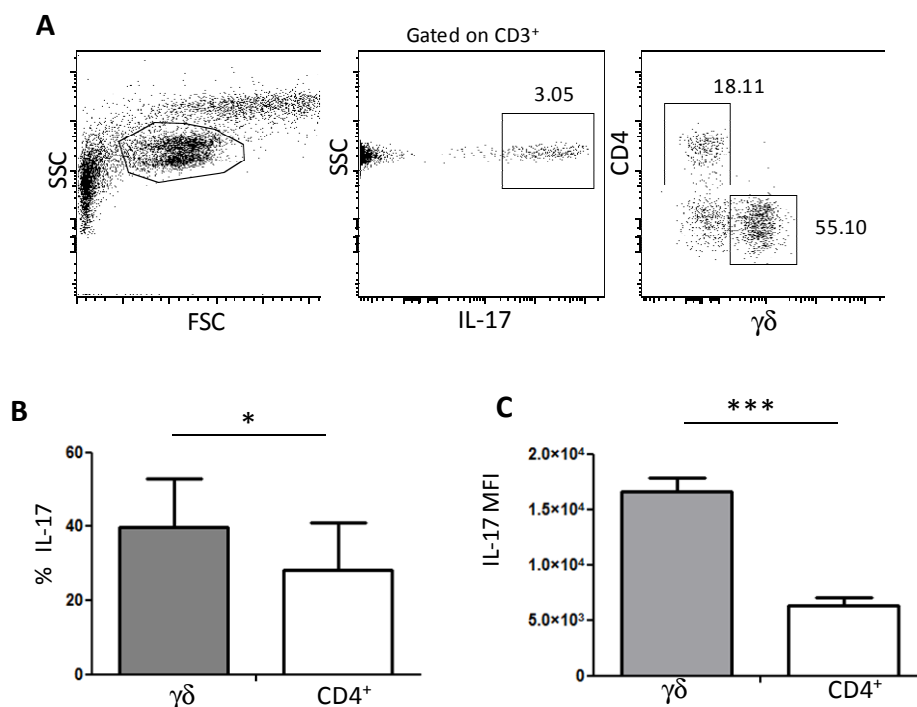 A
Gated on CD3⁺
SSC
FSC
3.05
SSC
IL-17
18.11
CD4
55.10
γδ
B
*
% IL-17
60
40
20
0
γδ
CD4⁺
C
***
IL-17 MFI
2.0×10⁴
1.5×10⁴
1.0×10⁴
5.0×10³
0
γδ
CD4⁺